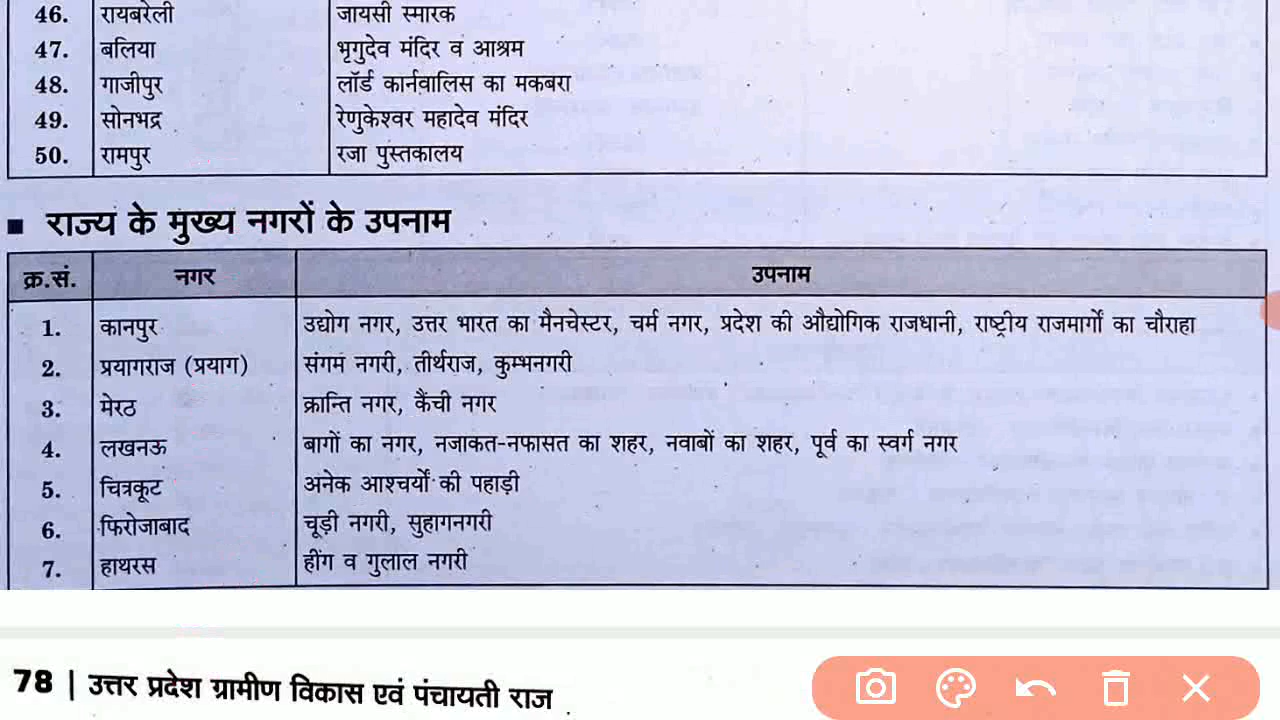 46. रायबरेली जायसी स्मारक
47. बलिया भृगुदेव मंदिर व आश्रम
48. गाजीपुर लॉर्ड कार्नवालिस का मकबरा
49. सोनभद्र रेणुकेश्वर महादेव मंदिर
50. रामपुर रजा पुस्तकालय
■ राज्य के मुख्य नगरों के उपनाम
क्र.सं. नगर उपनाम
1. कानपुर उद्योग नगर, उत्तर भारत का मैनचेस्टर, चर्म नगर, प्रदेश की औद्योगिक राजधानी, राष्ट्रीय राजमार्गों का चौराहा
2. प्रयागराज (प्रयाग) संगम नगरी, तीर्थराज, कुम्भनगरी
3. मेरठ क्रान्ति नगर, कैंची नगर
4. लखनऊ बागों का नगर, नजाकत-नफासत का शहर, नवाबों का शहर, पूर्व का स्वर्ग नगर
5. चित्रकूट अनेक आश्चर्यों की पहाड़ी
6. फिरोजाबाद चूड़ी नगरी, सुहागनगरी
7. हाथरस हींग व गुलाल नगरी
78 | उत्तर प्रदेश ग्रामीण विकास एवं पंचायती राज